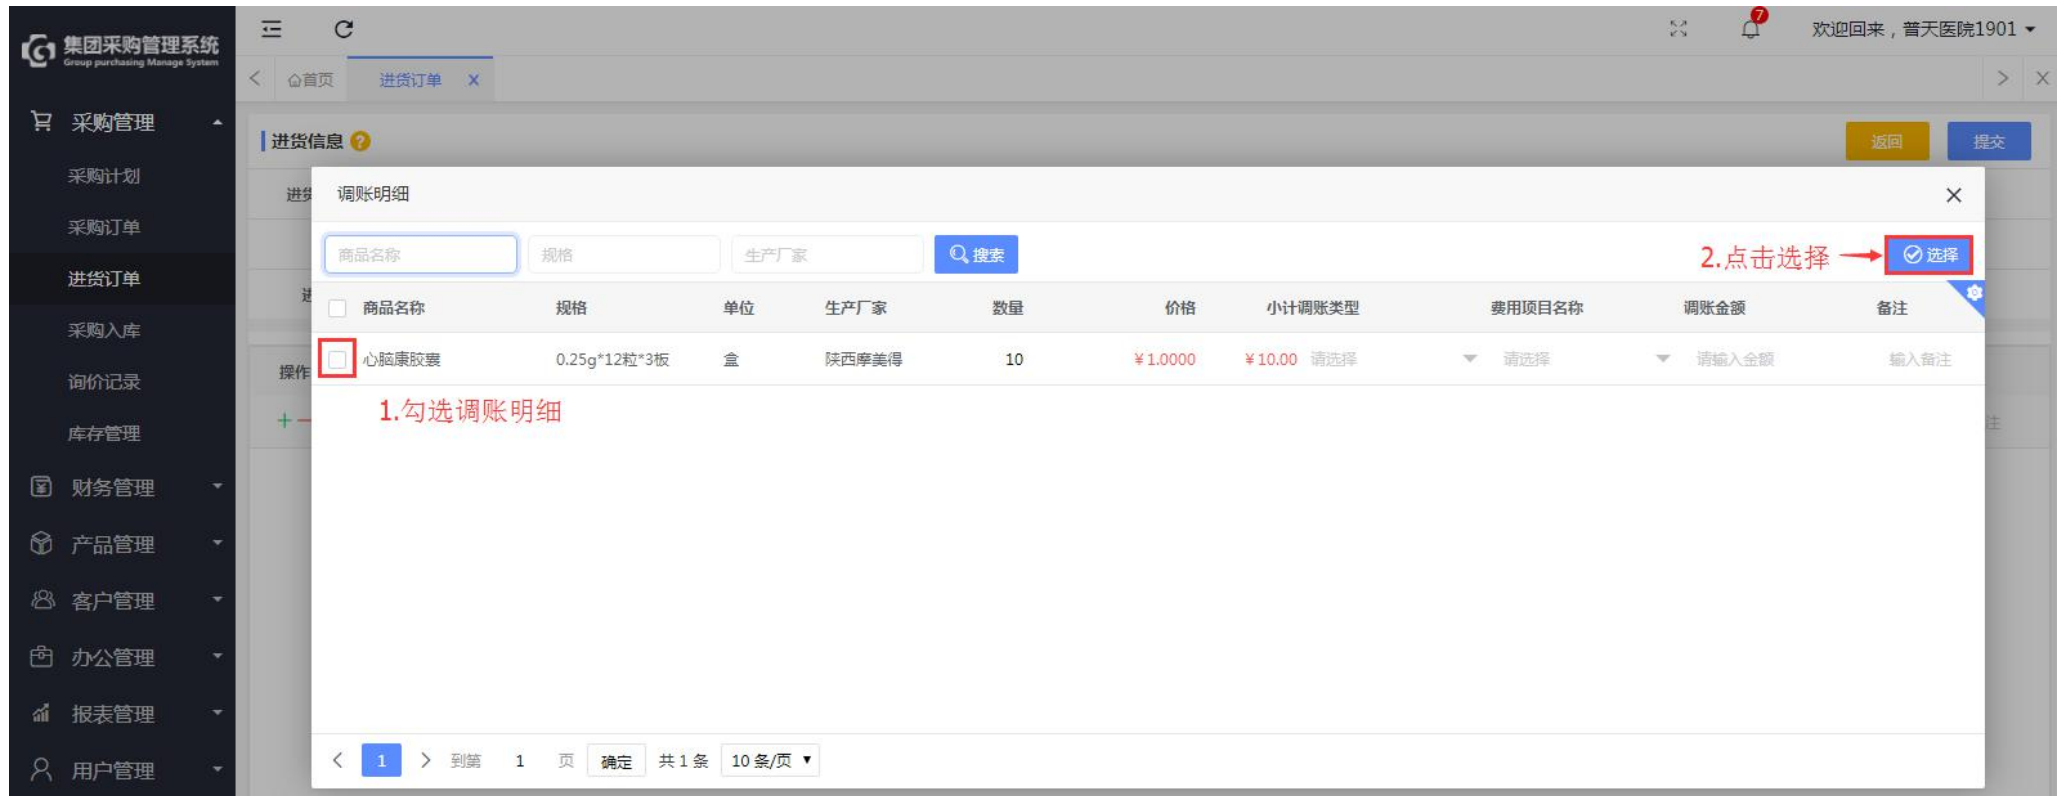 集团采购管理系统
Group purchasing Manage System
7
欢迎回来，普天医院1901
首页
进货订单 X
采购管理
采购计划
采购订单
进货订单
采购入库
询价记录
库存管理
财务管理
产品管理
客户管理
办公管理
报表管理
用户管理
进货信息 ?
返回 提交
进货
进
操作
注
调账明细
商品名称 规格 生产厂家 搜索
2.点击选择
选择
商品名称 规格 单位 生产厂家 数量 价格 小计调账类型 费用项目名称 调账金额 备注
心脑康胶囊 0.25g*12粒*3板 盒 陕西摩美得 10 ¥1.0000 ¥10.00 请选择 请选择 请输入金额 输入备注
1.勾选调账明细
1 到第 1 页 确定 共1条 10条/页